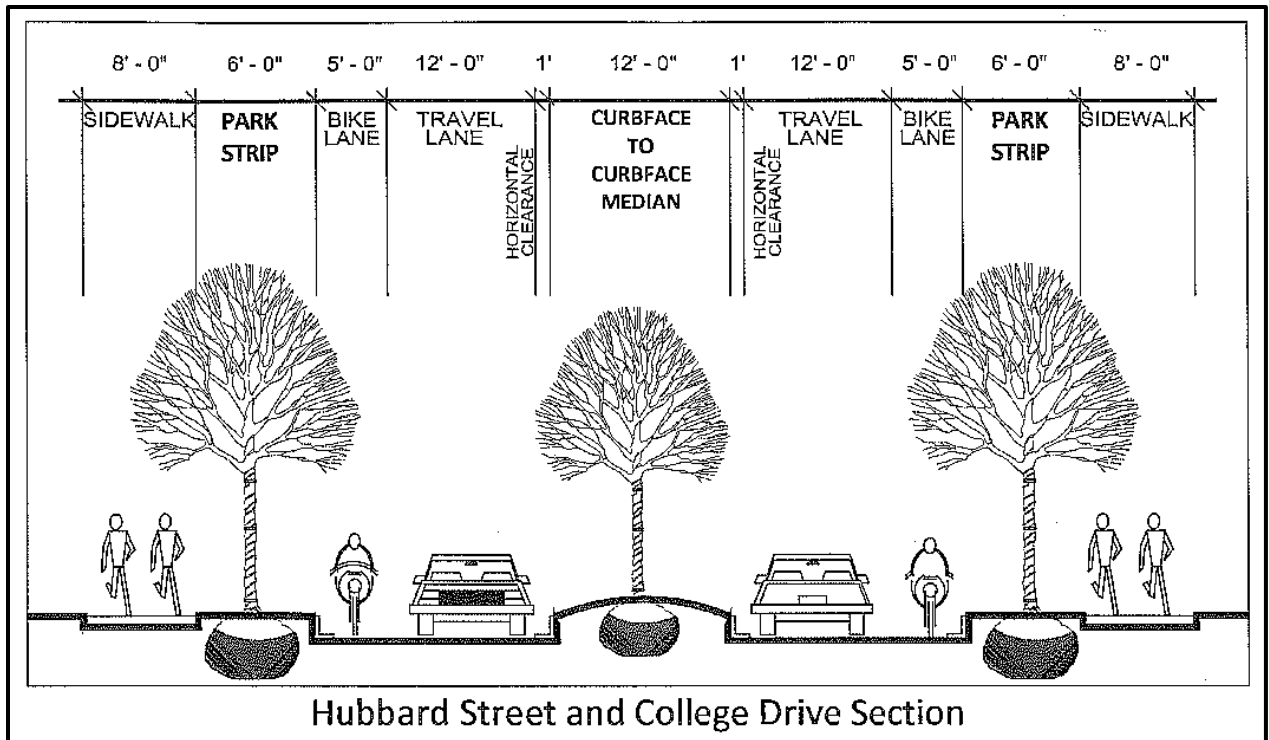 8' - 0" 6' - 0" 5' - 0" 12' - 0" 1' 12' - 0" 1' 12' - 0" 5' - 0" 6' - 0" 8' - 0"
SIDEWALK
PARK
STRIP
BIKE
LANE
TRAVEL
LANE
HORIZONTAL
CLEARANCE
CURBFACE
TO
CURBFACE
MEDIAN
HORIZONTAL
CLEARANCE
TRAVEL
LANE
BIKE
LANE
PARK
STRIP
SIDEWALK
Hubbard Street and College Drive Section